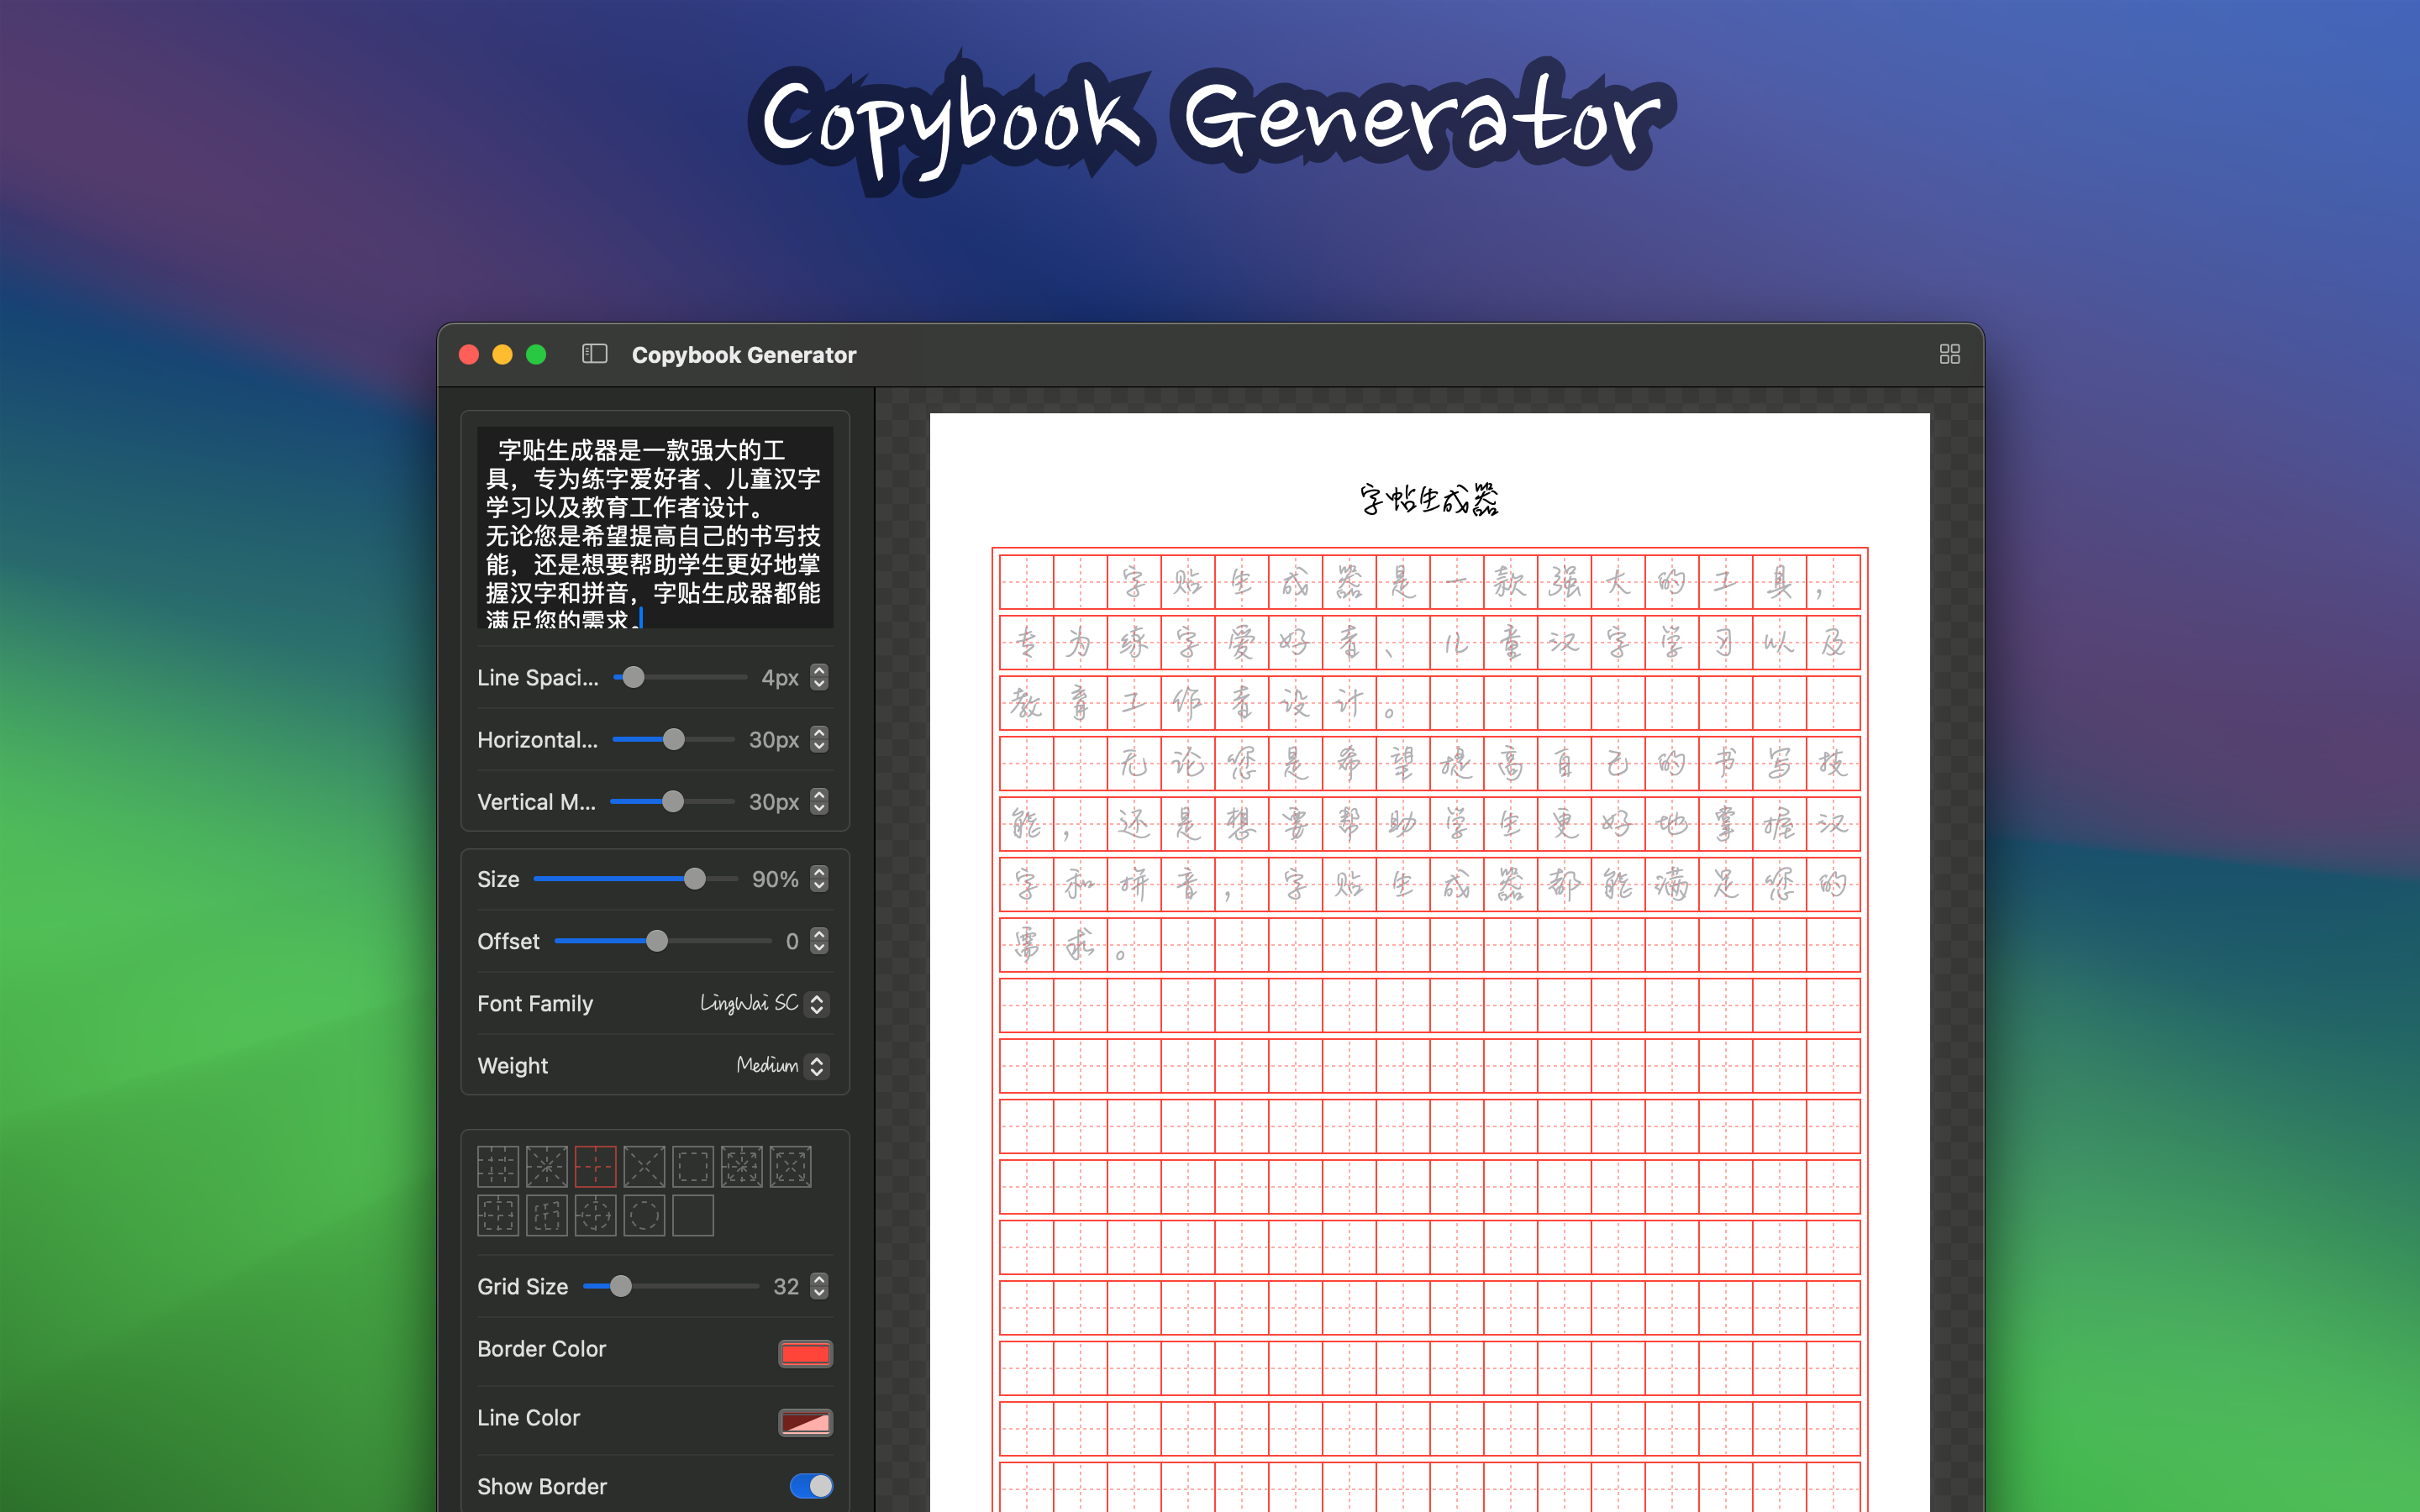 Copybook Generator
Copybook Generator
字贴生成器是一款强大的工
具，专为练字爱好者、儿童汉字
学习以及教育工作者设计。
无论您是希望提高自己的书写技
能，还是想要帮助学生更好地掌
握汉字和拼音，字贴生成器都能
满足您的需求。
Line Spaci... 4px
Horizontal... 30px
Vertical M... 30px
Size 90%
Offset 0
Font Family LingWai SC
Weight Medium
Grid Size 32
Border Color
Line Color
Show Border
字帖生成器
字贴生成器是一款强大的工具，
专为练字爱好者、儿童汉字学习以及
教育工作者设计。
无论您是希望提高自己的书写技
能，还是想要帮助学生更好地掌握汉
字和拼音，字贴生成器都能满足您的
需求。